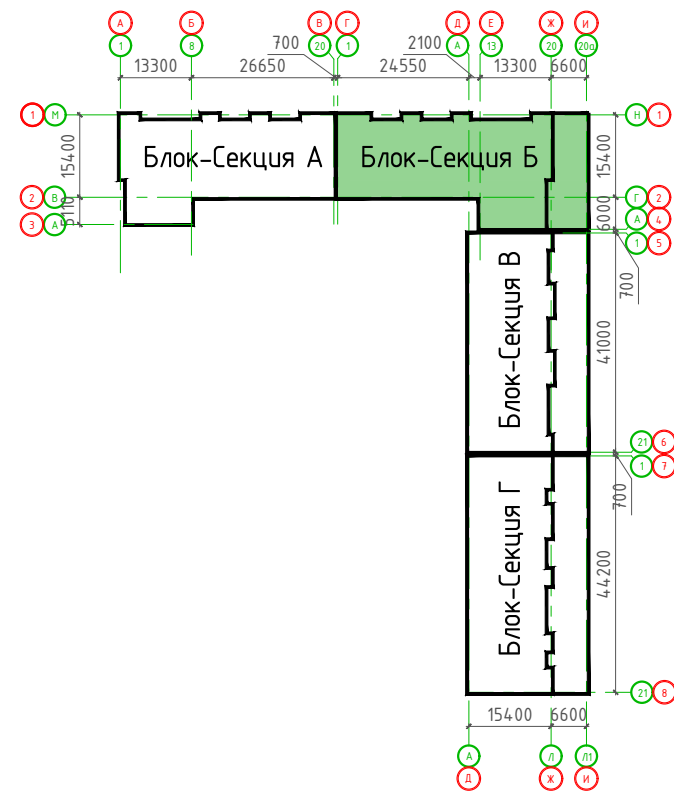 А Б В Г Д Е Ж И
1 8 20 1 А 13 20 20а
700 2100
13300 26650 24550 13300 6600
1 М Н 1
15400 15400
Блок-Секция А Блок-Секция Б
2 В Г 2
5110 6000
3 А А 4
1 5
700
Блок-Секция В
41000
21 6
1 7
700
Блок-Секция Г
44200
21 8
15400 6600
А Л Л1
Д Ж И